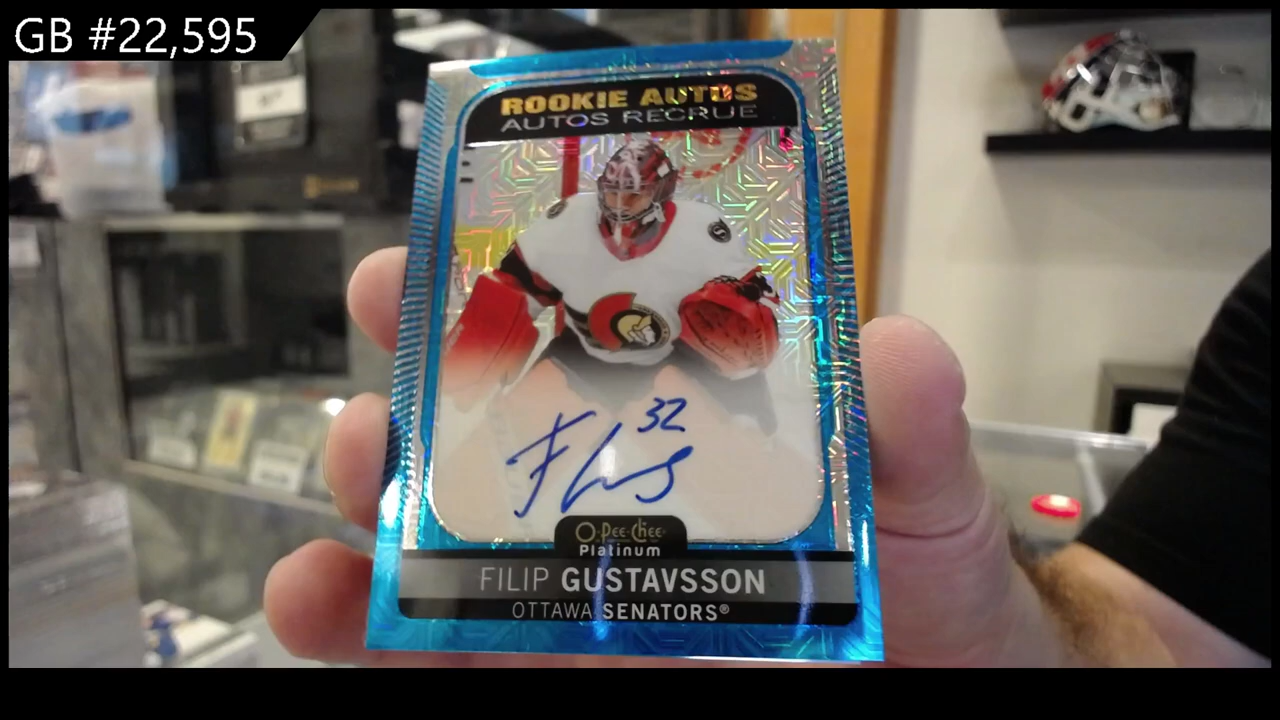 GB #22,595
ROOKIE AUTOS
AUTOS RECRUE
32
O-Pee-Chee
Platinum
FILIP GUSTAVSSON
OTTAWA SENATORS®